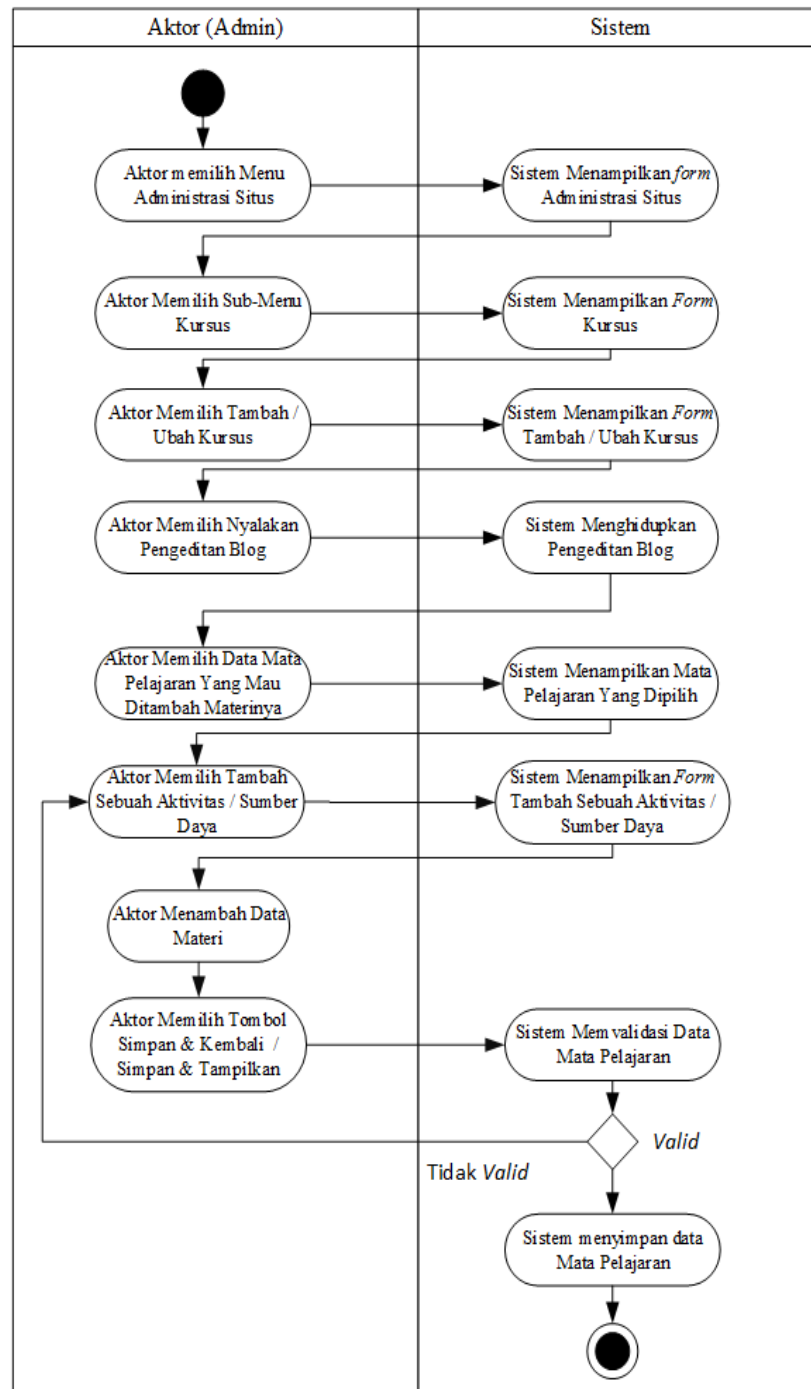 Aktor (Admin)
Sistem
Aktor memilih Menu
Administrasi Situs
Sistem Menampilkan form
Administrasi Situs
Aktor Memilih Sub-Menu
Kursus
Sistem Menampilkan Form
Kursus
Aktor Memilih Tambah /
Ubah Kursus
Sistem Menampilkan Form
Tambah / Ubah Kursus
Aktor Memilih Nyalakan
Pengeditan Blog
Sistem Menghidupkan
Pengeditan Blog
Aktor Memilih Data Mata
Pelajaran Yang Mau
Ditambah Materinya
Sistem Menampilkan Mata
Pelajaran Yang Dipilih
Aktor Memilih Tambah
Sebuah Aktivitas / Sumber
Daya
Sistem Menampilkan Form
Tambah Sebuah Aktivitas /
Sumber Daya
Aktor Menambah Data
Materi
Aktor Memilih Tombol
Simpan & Kembali /
Simpan & Tampilkan
Sistem Memvalidasi Data
Mata Pelajaran
Valid
Tidak Valid
Sistem menyimpan data
Mata Pelajaran